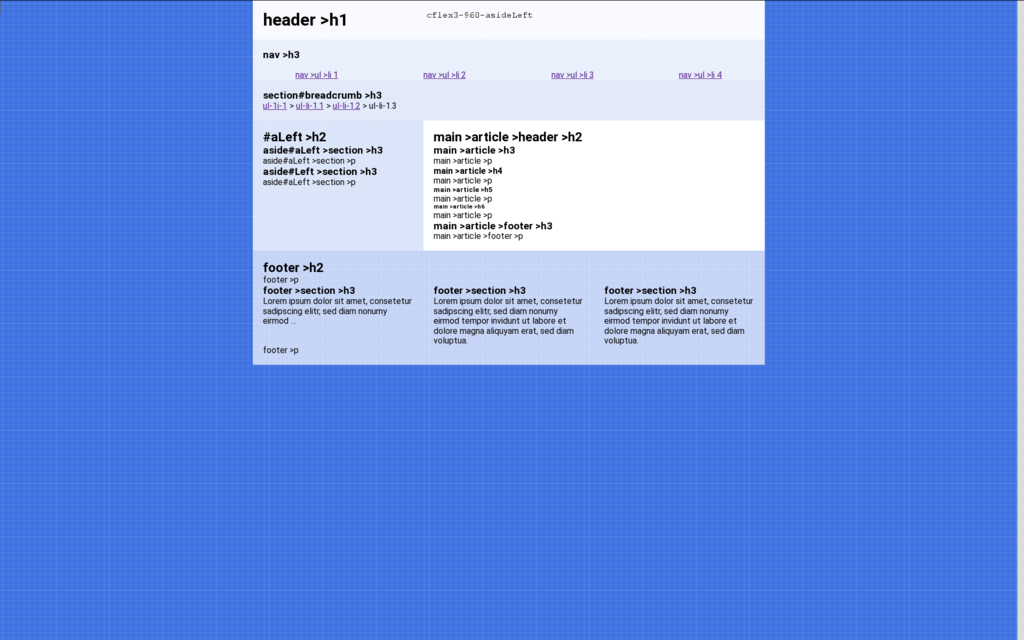 header >h1
cflex3-960-asideLeft
nav >h3
nav >ul >li 1
nav >ul >li 2
nav >ul >li 3
nav >ul >li 4
section#breadcrumb >h3
ul-1i-1 > ul-li-1.1 > ul-li-1.2 > ul-li-1.3
#aLeft >h2
aside#aLeft >section >h3
aside#aLeft >section >p
aside#Left >section >h3
aside#aLeft >section >p
main >article >header >h2
main >article >h3
main >article >p
main >article >h4
main >article >p
main >article >h5
main >article >p
main >article >h6
main >article >p
main >article >footer >h3
main >article >footer >p
footer >h2
footer >p
footer >section >h3
Lorem ipsum dolor sit amet, consetetur
sadipscing elitr, sed diam nonumy
eirmod ...
footer >section >h3
Lorem ipsum dolor sit amet, consetetur
sadipscing elitr, sed diam nonumy
eirmod tempor invidunt ut labore et
dolore magna aliquyam erat, sed diam
voluptua.
footer >section >h3
Lorem ipsum dolor sit amet, consetetur
sadipscing elitr, sed diam nonumy
eirmod tempor invidunt ut labore et
dolore magna aliquyam erat, sed diam
voluptua.
footer >p